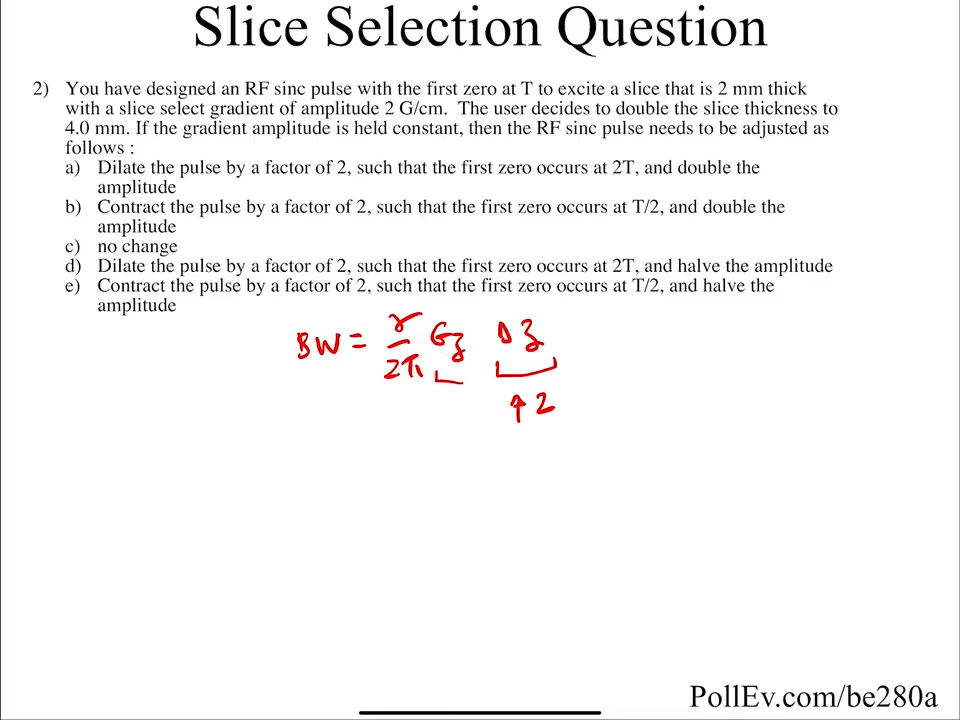 Slice Selection Question
2) You have designed an RF sinc pulse with the first zero at T to excite a slice that is 2 mm thick
with a slice select gradient of amplitude 2 G/cm. The user decides to double the slice thickness to
4.0 mm. If the gradient amplitude is held constant, then the RF sinc pulse needs to be adjusted as
follows :
a) Dilate the pulse by a factor of 2, such that the first zero occurs at 2T, and double the
amplitude
b) Contract the pulse by a factor of 2, such that the first zero occurs at T/2, and double the
amplitude
c) no change
d) Dilate the pulse by a factor of 2, such that the first zero occurs at 2T, and halve the amplitude
e) Contract the pulse by a factor of 2, such that the first zero occurs at T/2, and halve the
amplitude
BW = γ/2π Gz Δz
↑ 2
PollEv.com/be280a